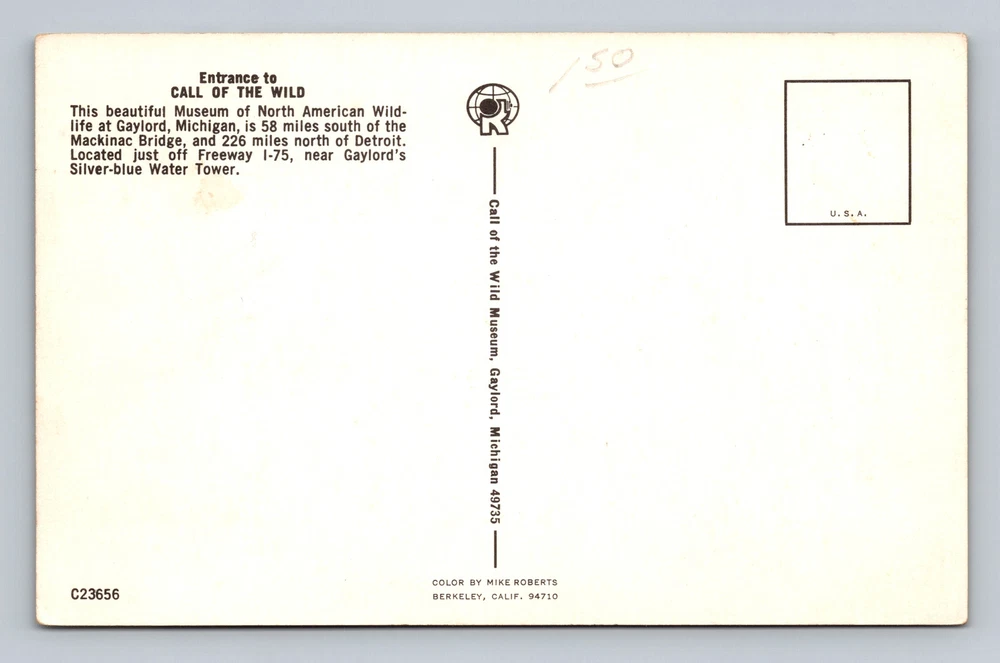 1 50
Entrance to
CALL OF THE WILD
This beautiful Museum of North American Wild-
life at Gaylord, Michigan, is 58 miles south of the
Mackinac Bridge, and 226 miles north of Detroit.
Located just off Freeway I-75, near Gaylord's
Silver-blue Water Tower.
Call of the Wild Museum, Gaylord, Michigan 49735
U.S.A.
C23656
COLOR BY MIKE ROBERTS
BERKELEY, CALIF. 94710